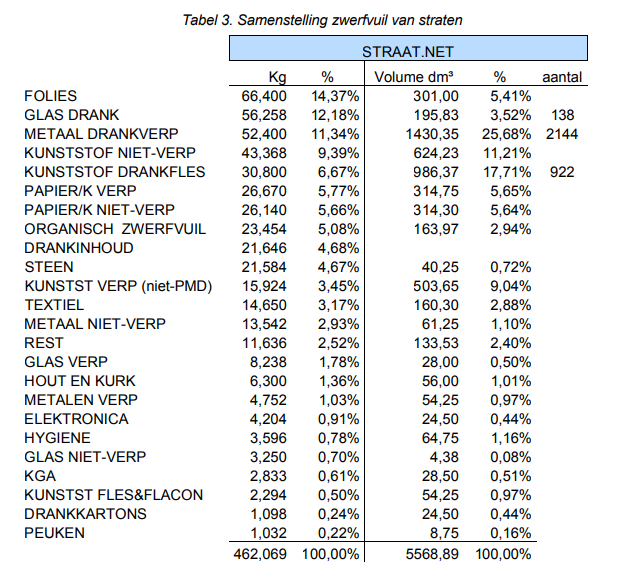 Tabel 3. Samenstelling zwerfvuil van straten
STRAAT.NET
Kg % Volume dm³ % aantal
FOLIES 66,400 14,37% 301,00 5,41%
GLAS DRANK 56,258 12,18% 195,83 3,52% 138
METAAL DRANKVERP 52,400 11,34% 1430,35 25,68% 2144
KUNSTSTOF NIET-VERP 43,368 9,39% 624,23 11,21%
KUNSTSTOF DRANKFLES 30,800 6,67% 986,37 17,71% 922
PAPIER/K VERP 26,670 5,77% 314,75 5,65%
PAPIER/K NIET-VERP 26,140 5,66% 314,30 5,64%
ORGANISCH ZWERFVUIL 23,454 5,08% 163,97 2,94%
DRANKINHOUD 21,646 4,68%
STEEN 21,584 4,67% 40,25 0,72%
KUNSTST VERP (niet-PMD) 15,924 3,45% 503,65 9,04%
TEXTIEL 14,650 3,17% 160,30 2,88%
METAAL NIET-VERP 13,542 2,93% 61,25 1,10%
REST 11,636 2,52% 133,53 2,40%
GLAS VERP 8,238 1,78% 28,00 0,50%
HOUT EN KURK 6,300 1,36% 56,00 1,01%
METALEN VERP 4,752 1,03% 54,25 0,97%
ELEKTRONICA 4,204 0,91% 24,50 0,44%
HYGIENE 3,596 0,78% 64,75 1,16%
GLAS NIET-VERP 3,250 0,70% 4,38 0,08%
KGA 2,833 0,61% 28,50 0,51%
KUNSTST FLES&FLACON 2,294 0,50% 54,25 0,97%
DRANKKARTONS 1,098 0,24% 24,50 0,44%
PEUKEN 1,032 0,22% 8,75 0,16%
462,069 100,00% 5568,89 100,00%